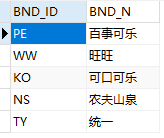 BND_ID BND_N
PE 百事可乐
WW 旺旺
KO 可口可乐
NS 农夫山泉
TY 统一